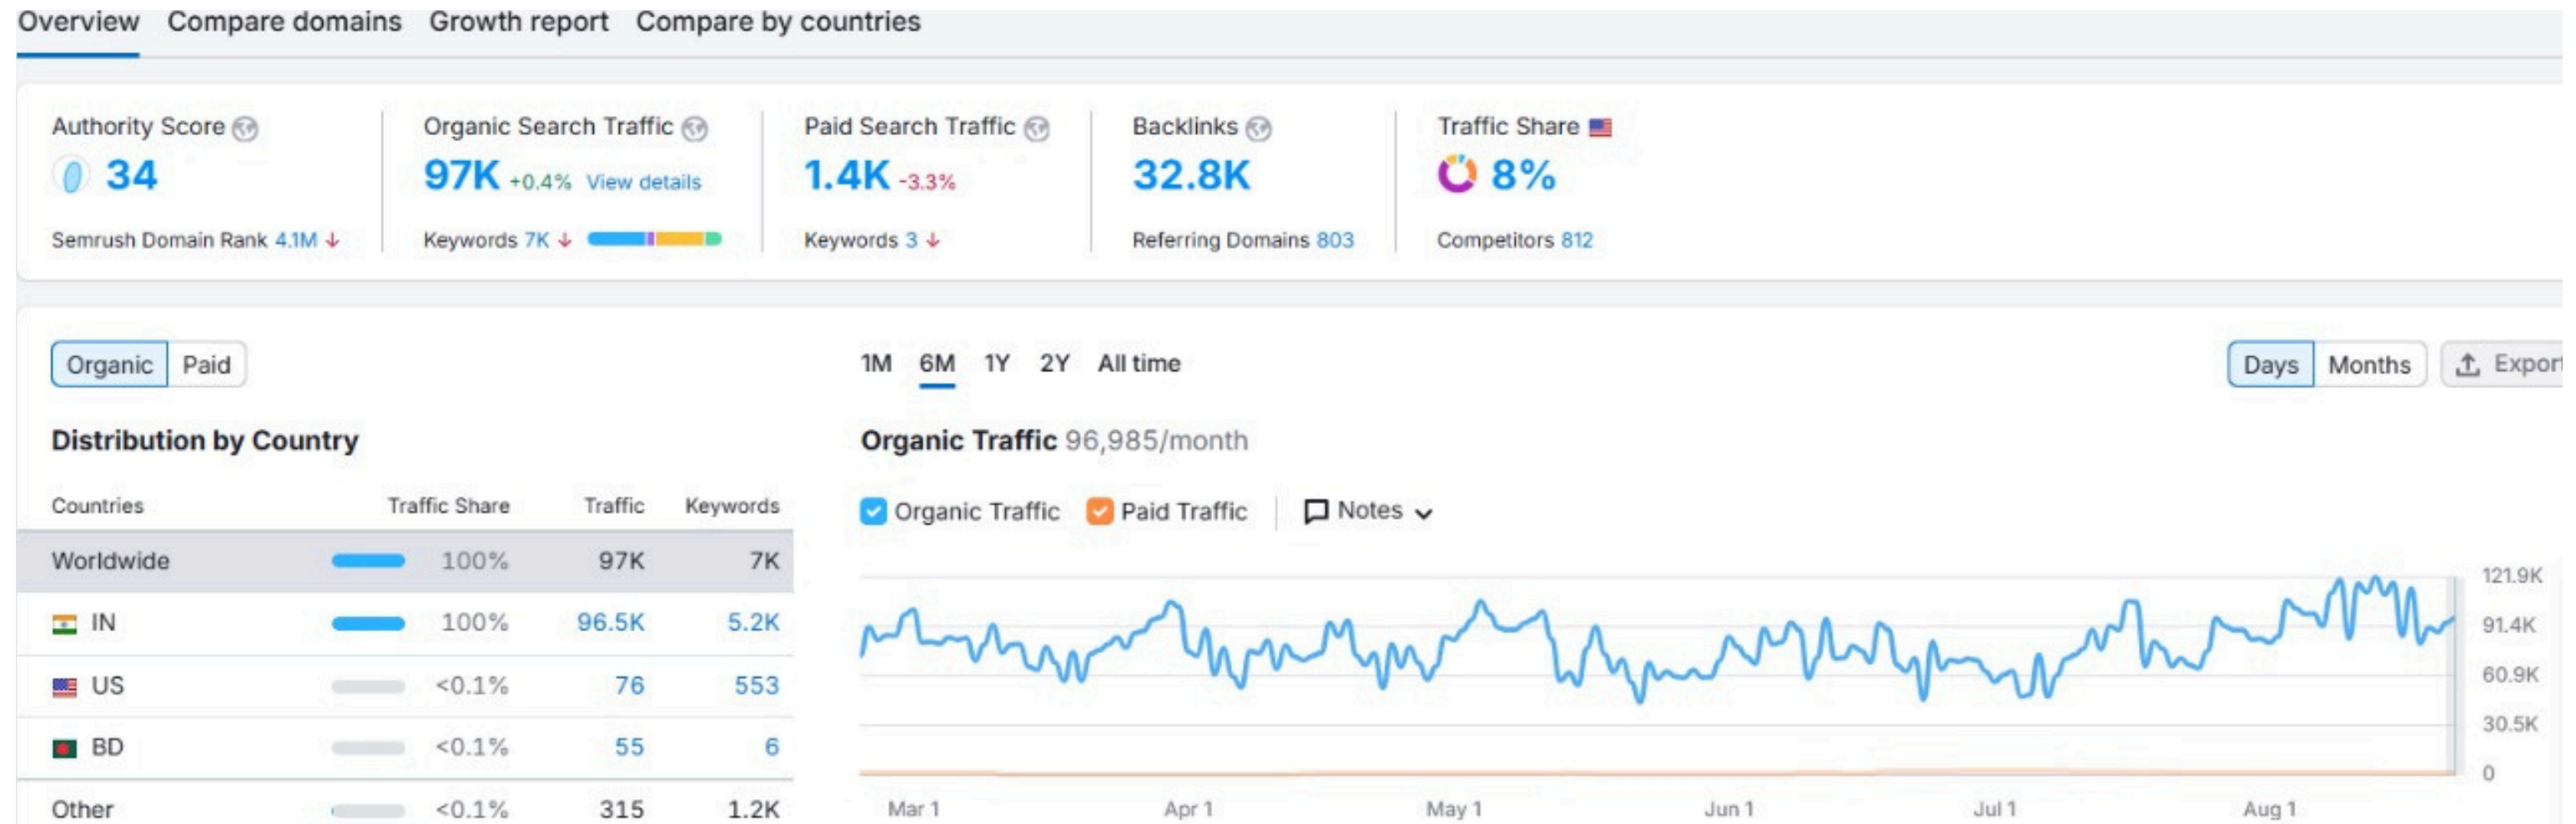 Overview Compare domains Growth report Compare by countries
Authority Score Organic Search Traffic Paid Search Traffic Backlinks Traffic Share
34 97K +0.4% View details 1.4K -3.3% 32.8K 8%
Semrush Domain Rank 4.1M ↓ Keywords 7K ↓ Keywords 3 ↓ Referring Domains 803 Competitors 812
Organic Paid 1M 6M 1Y 2Y All time Days Months Export
Distribution by Country Organic Traffic 96,985/month
Countries Traffic Share Traffic Keywords Organic Traffic Paid Traffic Notes
Worldwide 100% 97K 7K
IN 100% 96.5K 5.2K
US <0.1% 76 553
BD <0.1% 55 6
Other <0.1% 315 1.2K
121.9K
91.4K
60.9K
30.5K
0
Mar 1 Apr 1 May 1 Jun 1 Jul 1 Aug 1